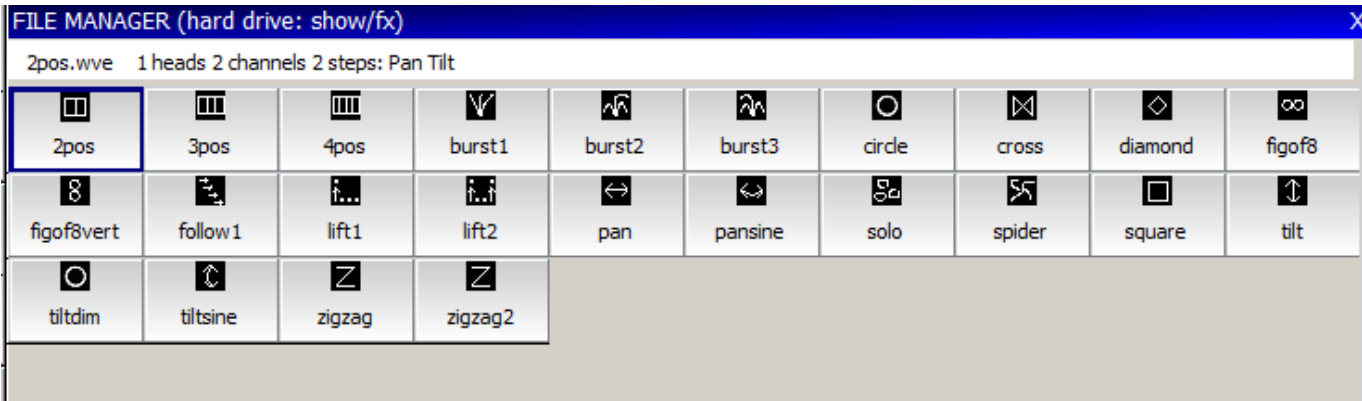 FILE MANAGER (hard drive: show/fx) X
2pos.wve 1 heads 2 channels 2 steps: Pan Tilt
2pos 3pos 4pos burst1 burst2 burst3 circle cross diamond figof8
figof8vert follow1 lift1 lift2 pan pansine solo spider square tilt
tiltdim tiltsine zigzag zigzag2